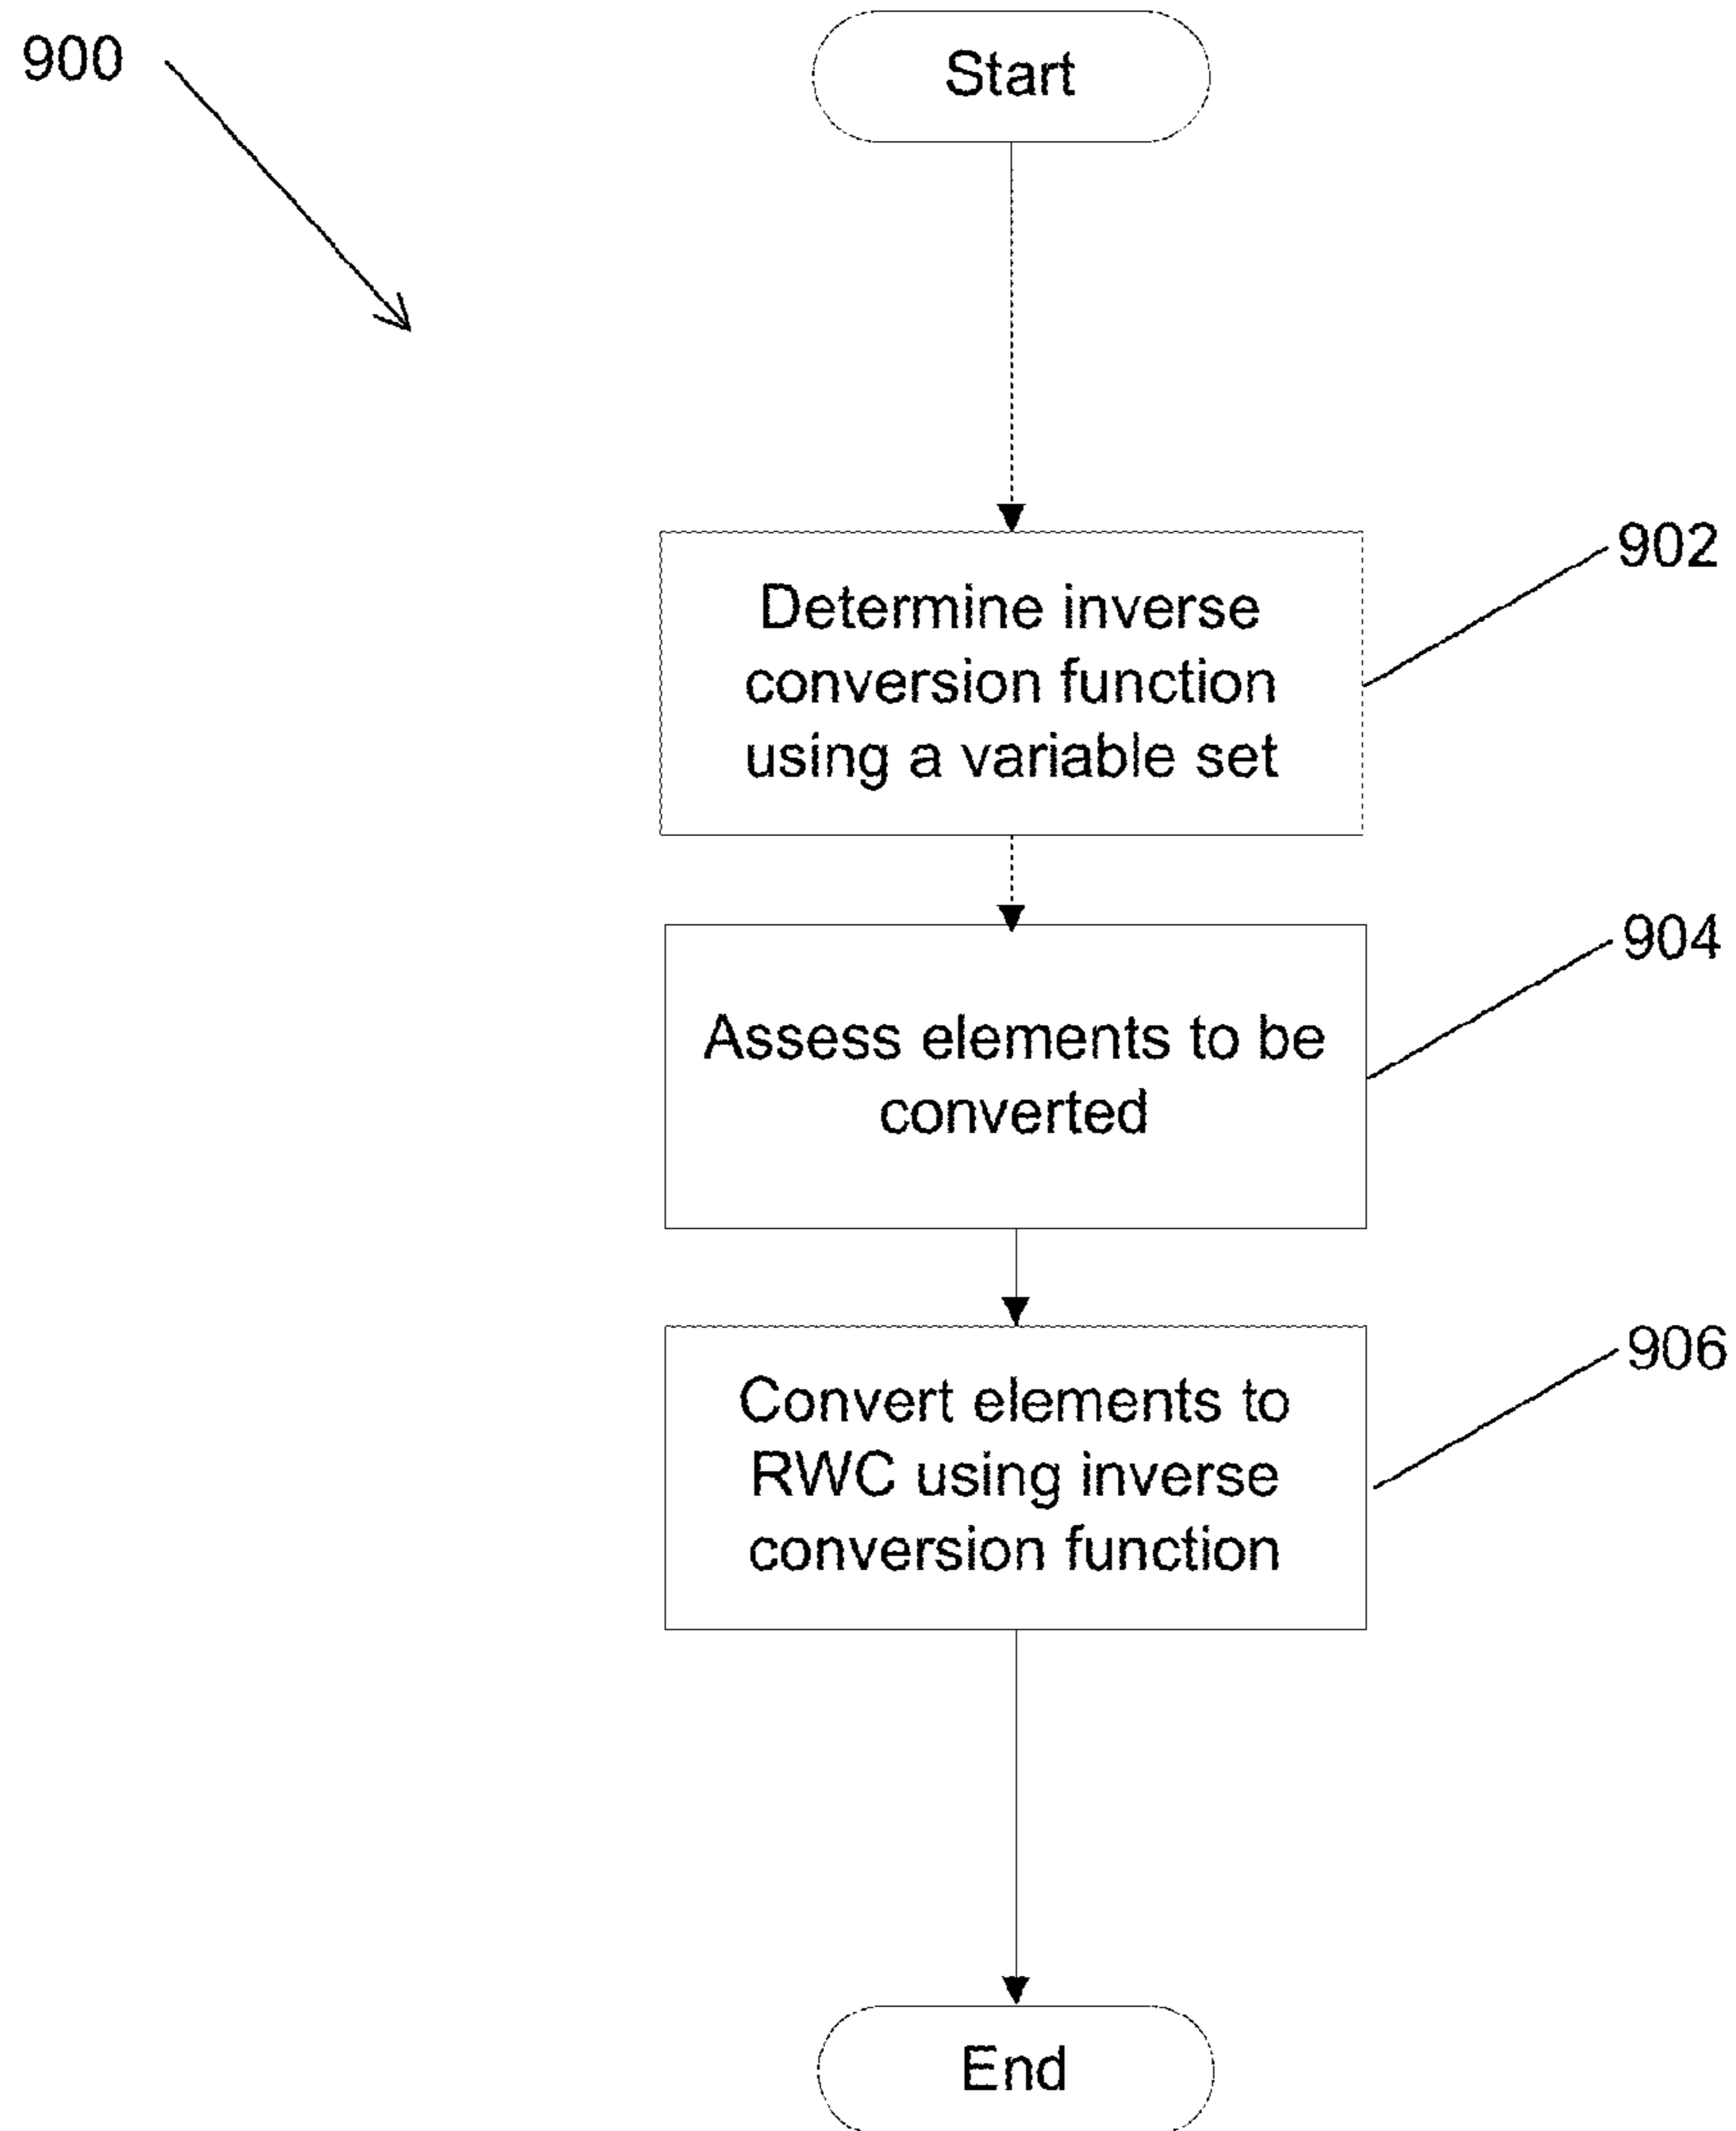 900
Start
902
Determine inverse
conversion function
using a variable set
904
Assess elements to be
converted
906
Convert elements to
RWC using inverse
conversion function
End